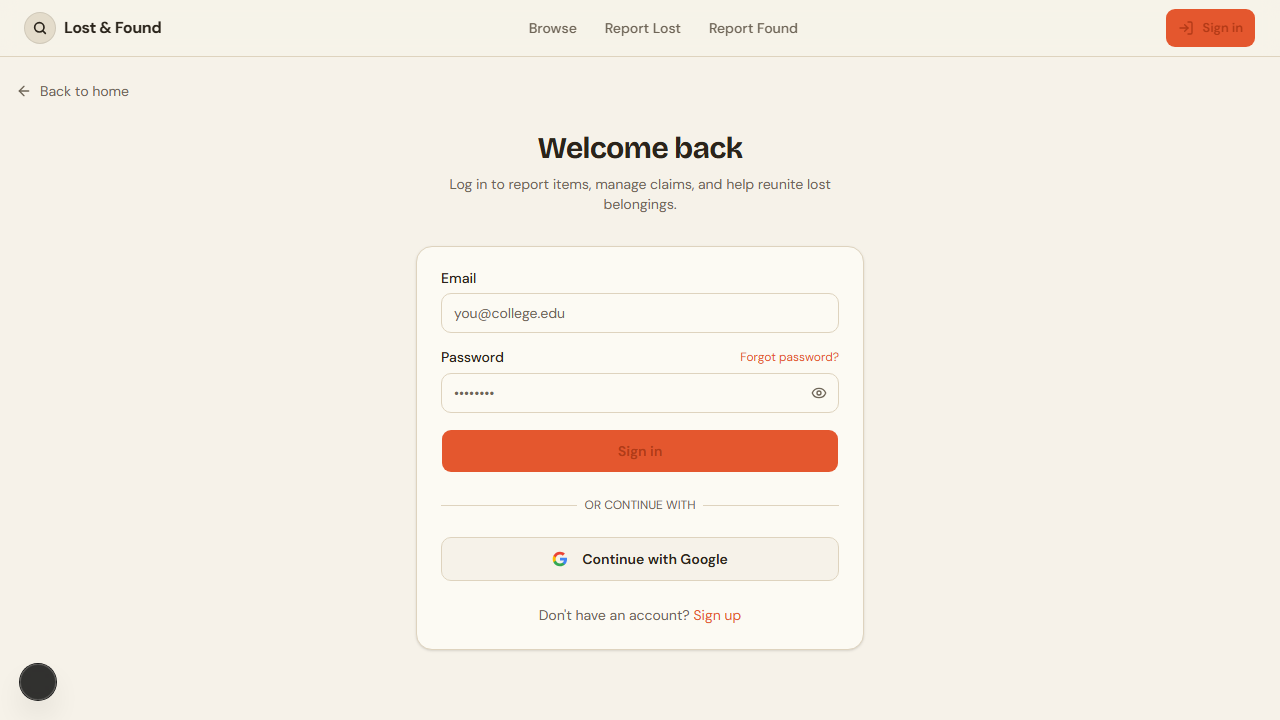 Lost & Found
Browse
Report Lost
Report Found
Sign in
Back to home
Welcome back
Log in to report items, manage claims, and help reunite lost
belongings.
Email
you@college.edu
Password
Forgot password?
••••••••
Sign in
OR CONTINUE WITH
Continue with Google
Don't have an account? Sign up